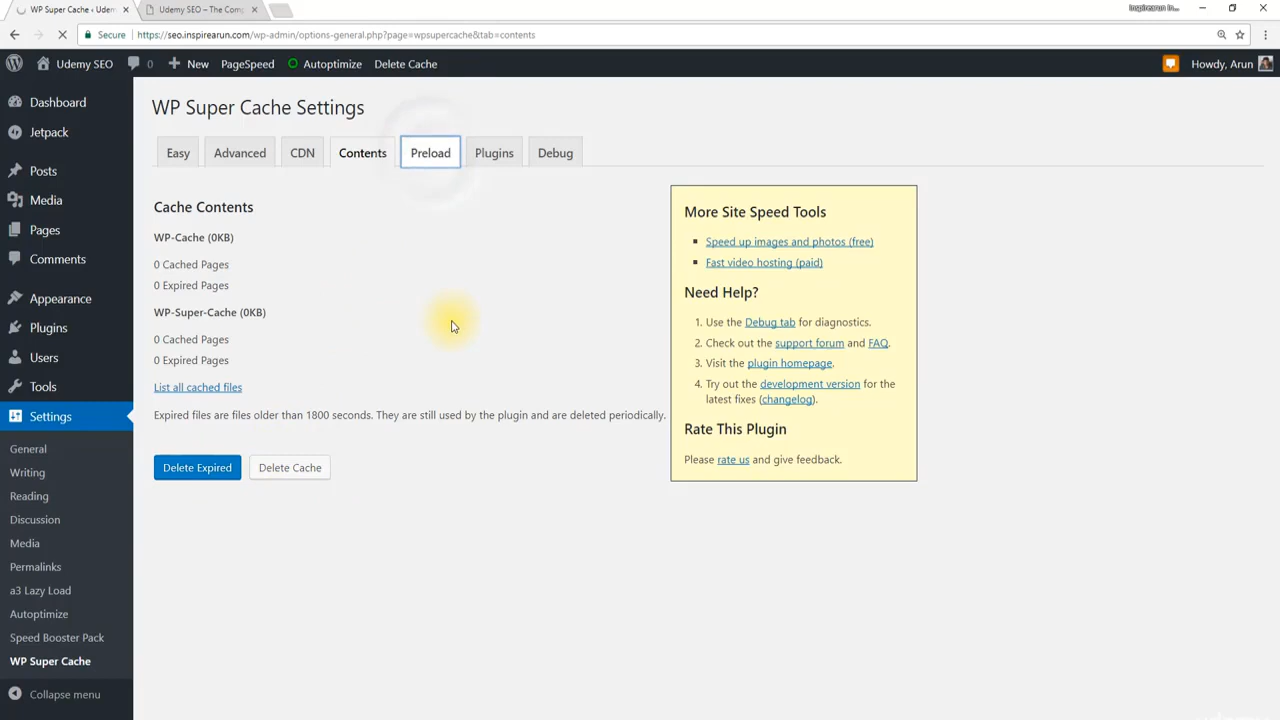 WP Super Cache ‹ Udem
Udemy SEO – The Com
Inspirearun In...
Secure
https://seo.inspirearun.com/wp-admin/options-general.php?page=wpsupercache&tab=contents
Udemy SEO
0
New
PageSpeed
Autoptimize
Delete Cache
Howdy, Arun
Dashboard
Jetpack
Posts
Media
Pages
Comments
Appearance
Plugins
Users
Tools
Settings
General
Writing
Reading
Discussion
Media
Permalinks
a3 Lazy Load
Autoptimize
Speed Booster Pack
WP Super Cache
Collapse menu
WP Super Cache Settings
Easy
Advanced
CDN
Contents
Preload
Plugins
Debug
Cache Contents
WP-Cache (0KB)
0 Cached Pages
0 Expired Pages
WP-Super-Cache (0KB)
0 Cached Pages
0 Expired Pages
List all cached files
Expired files are files older than 1800 seconds. They are still used by the plugin and are deleted periodically.
Delete Expired
Delete Cache
More Site Speed Tools
Speed up images and photos (free)
Fast video hosting (paid)
Need Help?
1. Use the Debug tab for diagnostics.
2. Check out the support forum and FAQ.
3. Visit the plugin homepage.
4. Try out the development version for the
latest fixes (changelog).
Rate This Plugin
Please rate us and give feedback.